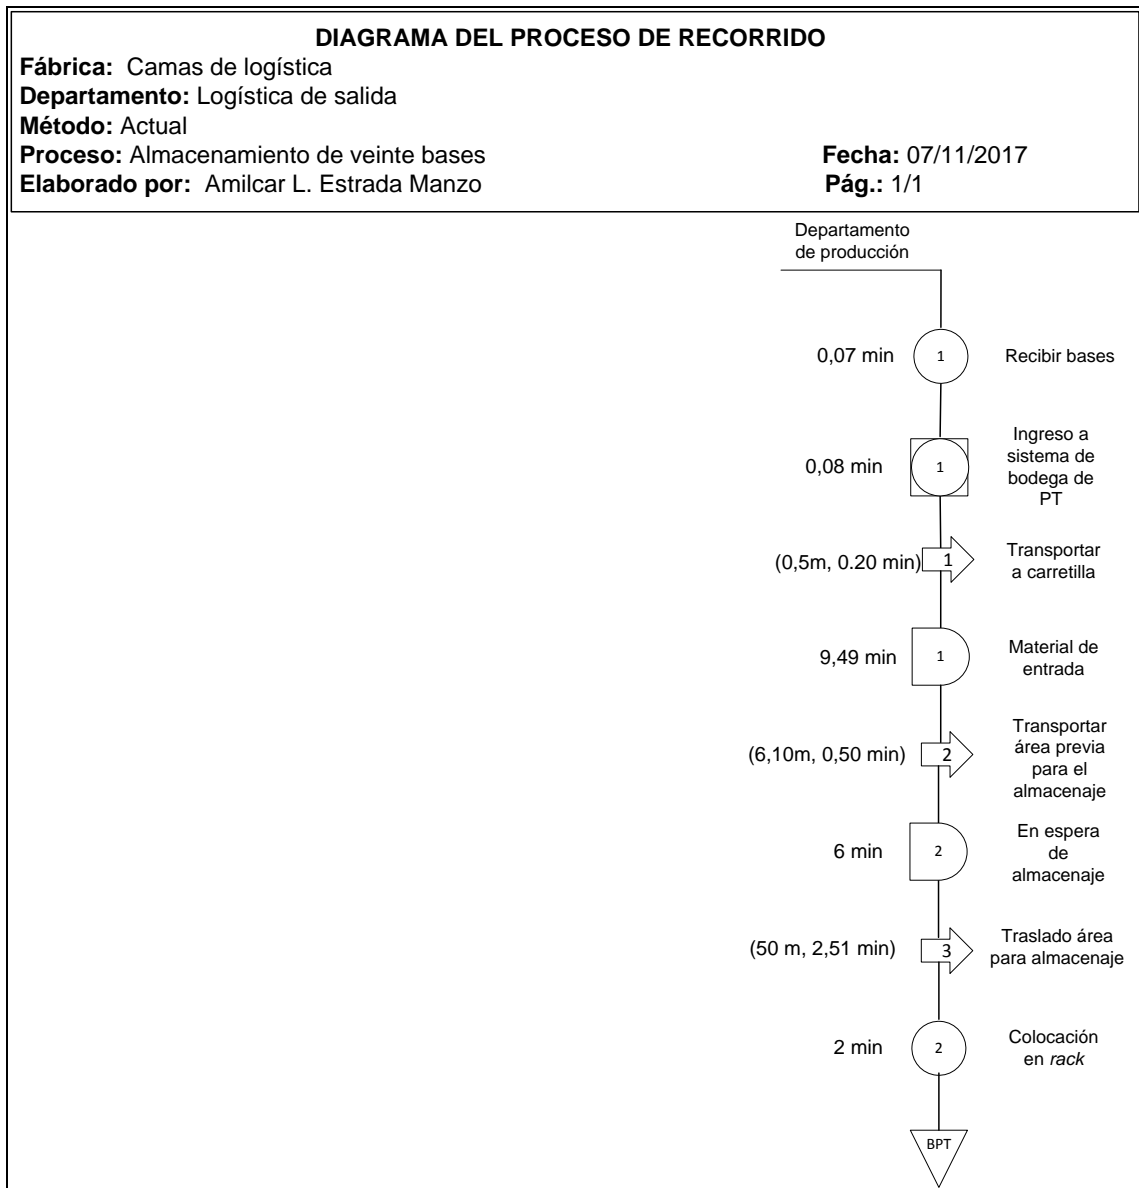 DIAGRAMA DEL PROCESO DE RECORRIDO
Fábrica: Camas de logística
Departamento: Logística de salida
Método: Actual
Proceso: Almacenamiento de veinte bases Fecha: 07/11/2017
Elaborado por: Amilcar L. Estrada Manzo Pág.: 1/1
Departamento
de producción
0,07 min 1 Recibir bases
Ingreso a
sistema de
0,08 min 1 bodega de
PT
(0,5m, 0.20 min) 1 Transportar
a carretilla
9,49 min 1 Material de
entrada
Transportar
(6,10m, 0,50 min) 2 área previa
para el
almacenaje
En espera
6 min 2 de
almacenaje
(50 m, 2,51 min) 3 Traslado área
para almacenaje
2 min 2 Colocación
en rack
BPT